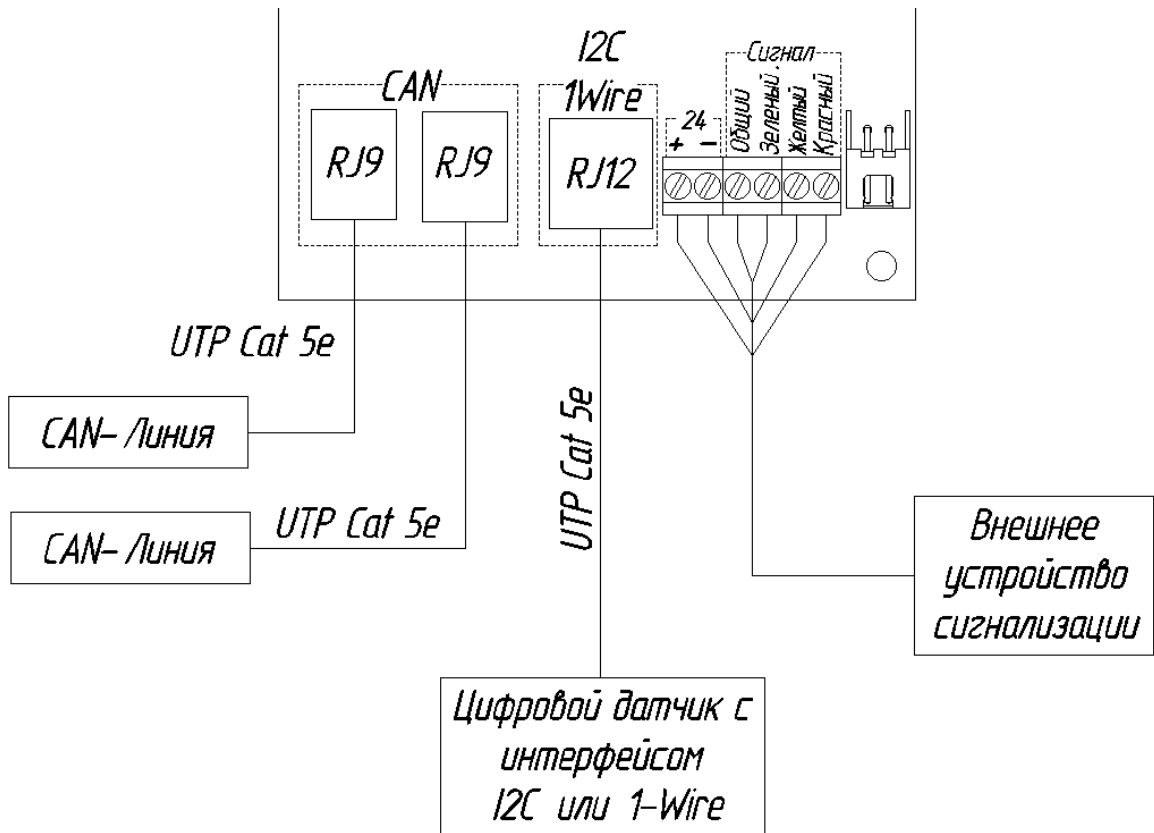 I2C
1Wire
CAN
Сигнал
24
+ −
Общий
Зеленый
Желтый
Красный
RJ9
RJ9
RJ12
UTP Cat 5e
CAN-Линия
UTP Cat 5e
CAN-Линия
UTP Cat 5e
Внешнее
устройство
сигнализации
Цифровой датчик с
интерфейсом
I2C или 1-Wire